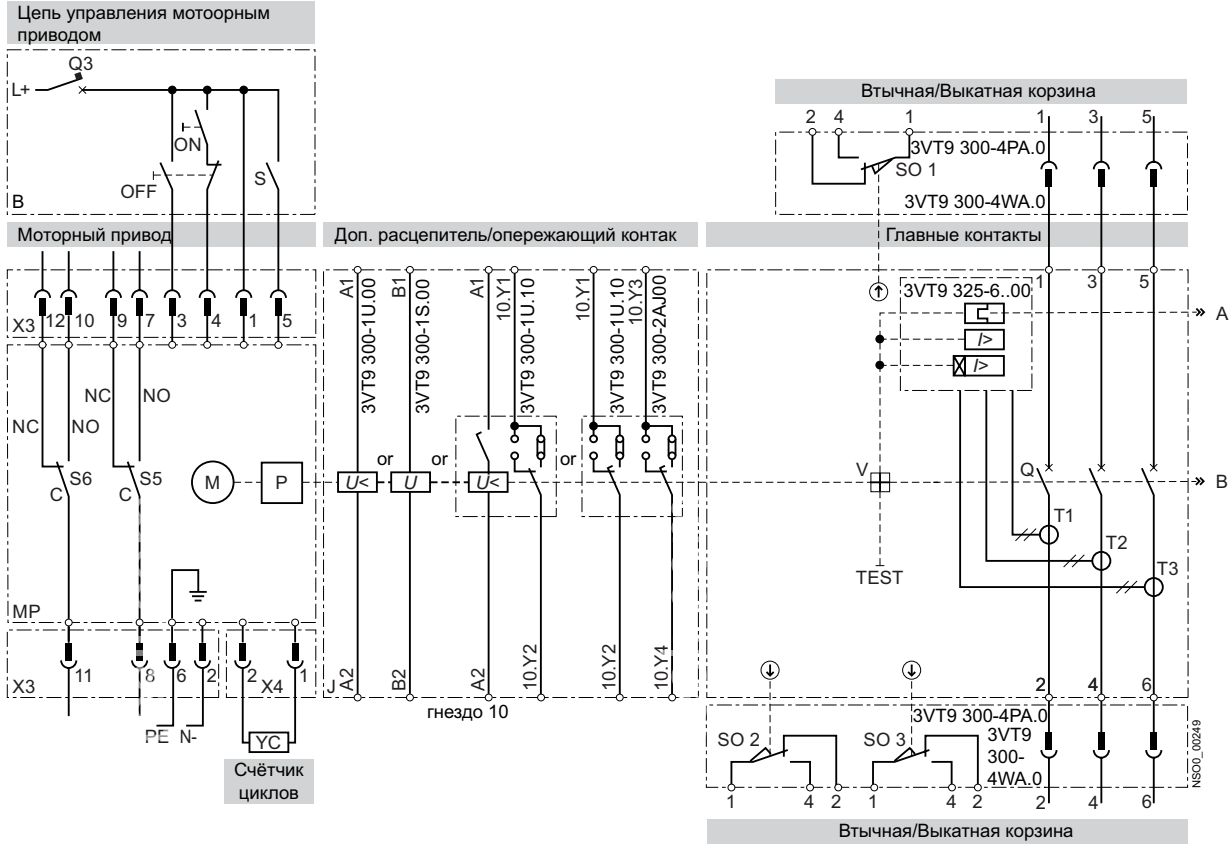 Цепь управления мотоорным
приводом
Q3
L+
ON
OFF
S
B
Втычная/Выкатная корзина
2 4 1 1 3 5
3VT9 300-4PA.0
SO 1
3VT9 300-4WA.0
Моторный привод
Доп. расцепитель/опережающий контак
Главные контакты
X3
12 10 9 7 3 4 1 5
A1
3VT9 300-1U.00
B1
3VT9 300-1S.00
A1
10.Y1
3VT9 300-1U.10
10.Y1
3VT9 300-1U.10
10.Y3
3VT9 300-2AJ00
3VT9 325-6..00
1 3 5
I>
I>
A
NC NO
NC NO
S6
C
S5
C
M
P
U<
or
U
or
U<
or
V
Q
B
T1
T2
T3
TEST
MP
X3
11 8 6 2
2 X4 1
PE N-
YC
Счётчик
циклов
J
A2
B2
A2
10.Y2
10.Y2
10.Y4
гнездо 10
2 4 6
3VT9 300-4PA.0
3VT9
300-
4WA.0
SO 2
SO 3
1 4 2 1 4 2 2 4 6
NSO0_00249
Втычная/Выкатная корзина